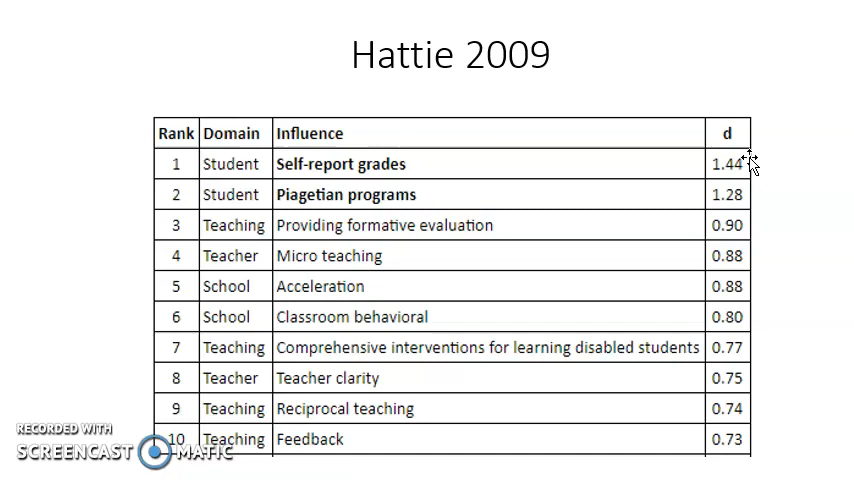 Hattie 2009
Rank Domain Influence d
1 Student Self-report grades 1.44
2 Student Piagetian programs 1.28
3 Teaching Providing formative evaluation 0.90
4 Teacher Micro teaching 0.88
5 School Acceleration 0.88
6 School Classroom behavioral 0.80
7 Teaching Comprehensive interventions for learning disabled students 0.77
8 Teacher Teacher clarity 0.75
9 Teaching Reciprocal teaching 0.74
10 Teaching Feedback 0.73
RECORDED WITH
SCREENCAST MATIC